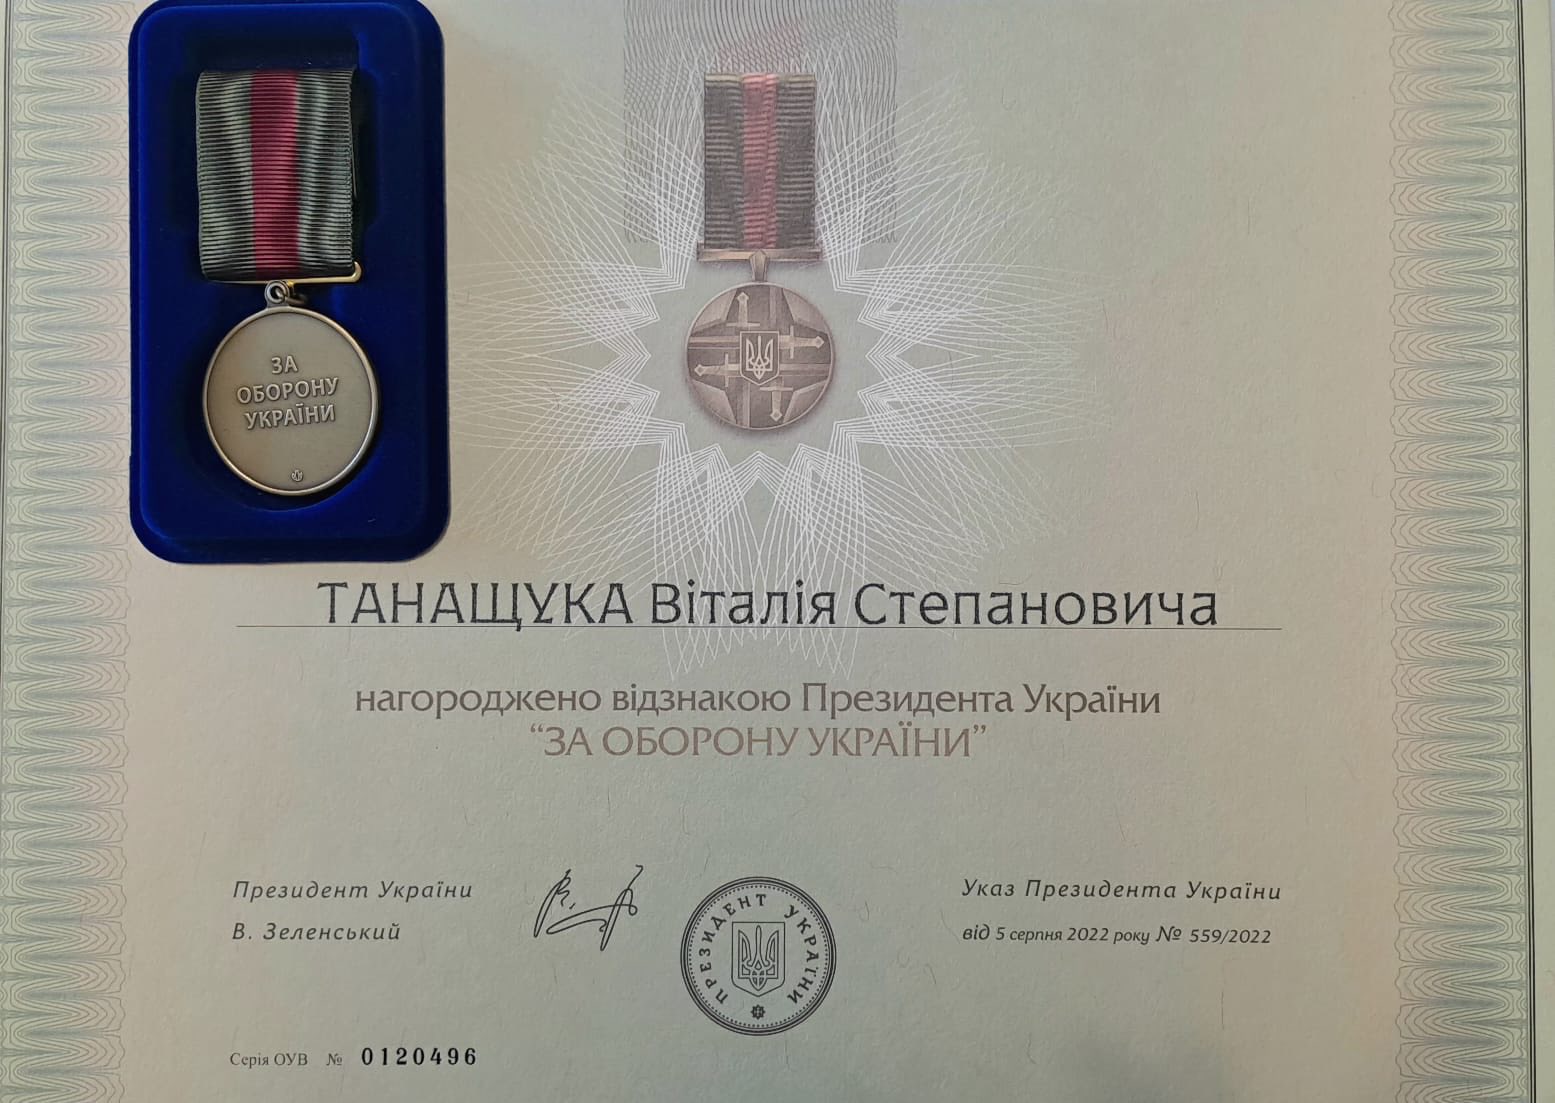 ЗА
ОБОРОНУ
УКРАЇНИ
ТАНАЩУКА Віталія Степановича
нагороджено відзнакою Президента України
“ЗА ОБОРОНУ УКРАЇНИ”
Президент України
В. Зеленський
ПРЕЗИДЕНТ УКРАЇНИ
Указ Президента України
від 5 серпня 2022 року № 559/2022
Серія ОУВ № 0120496